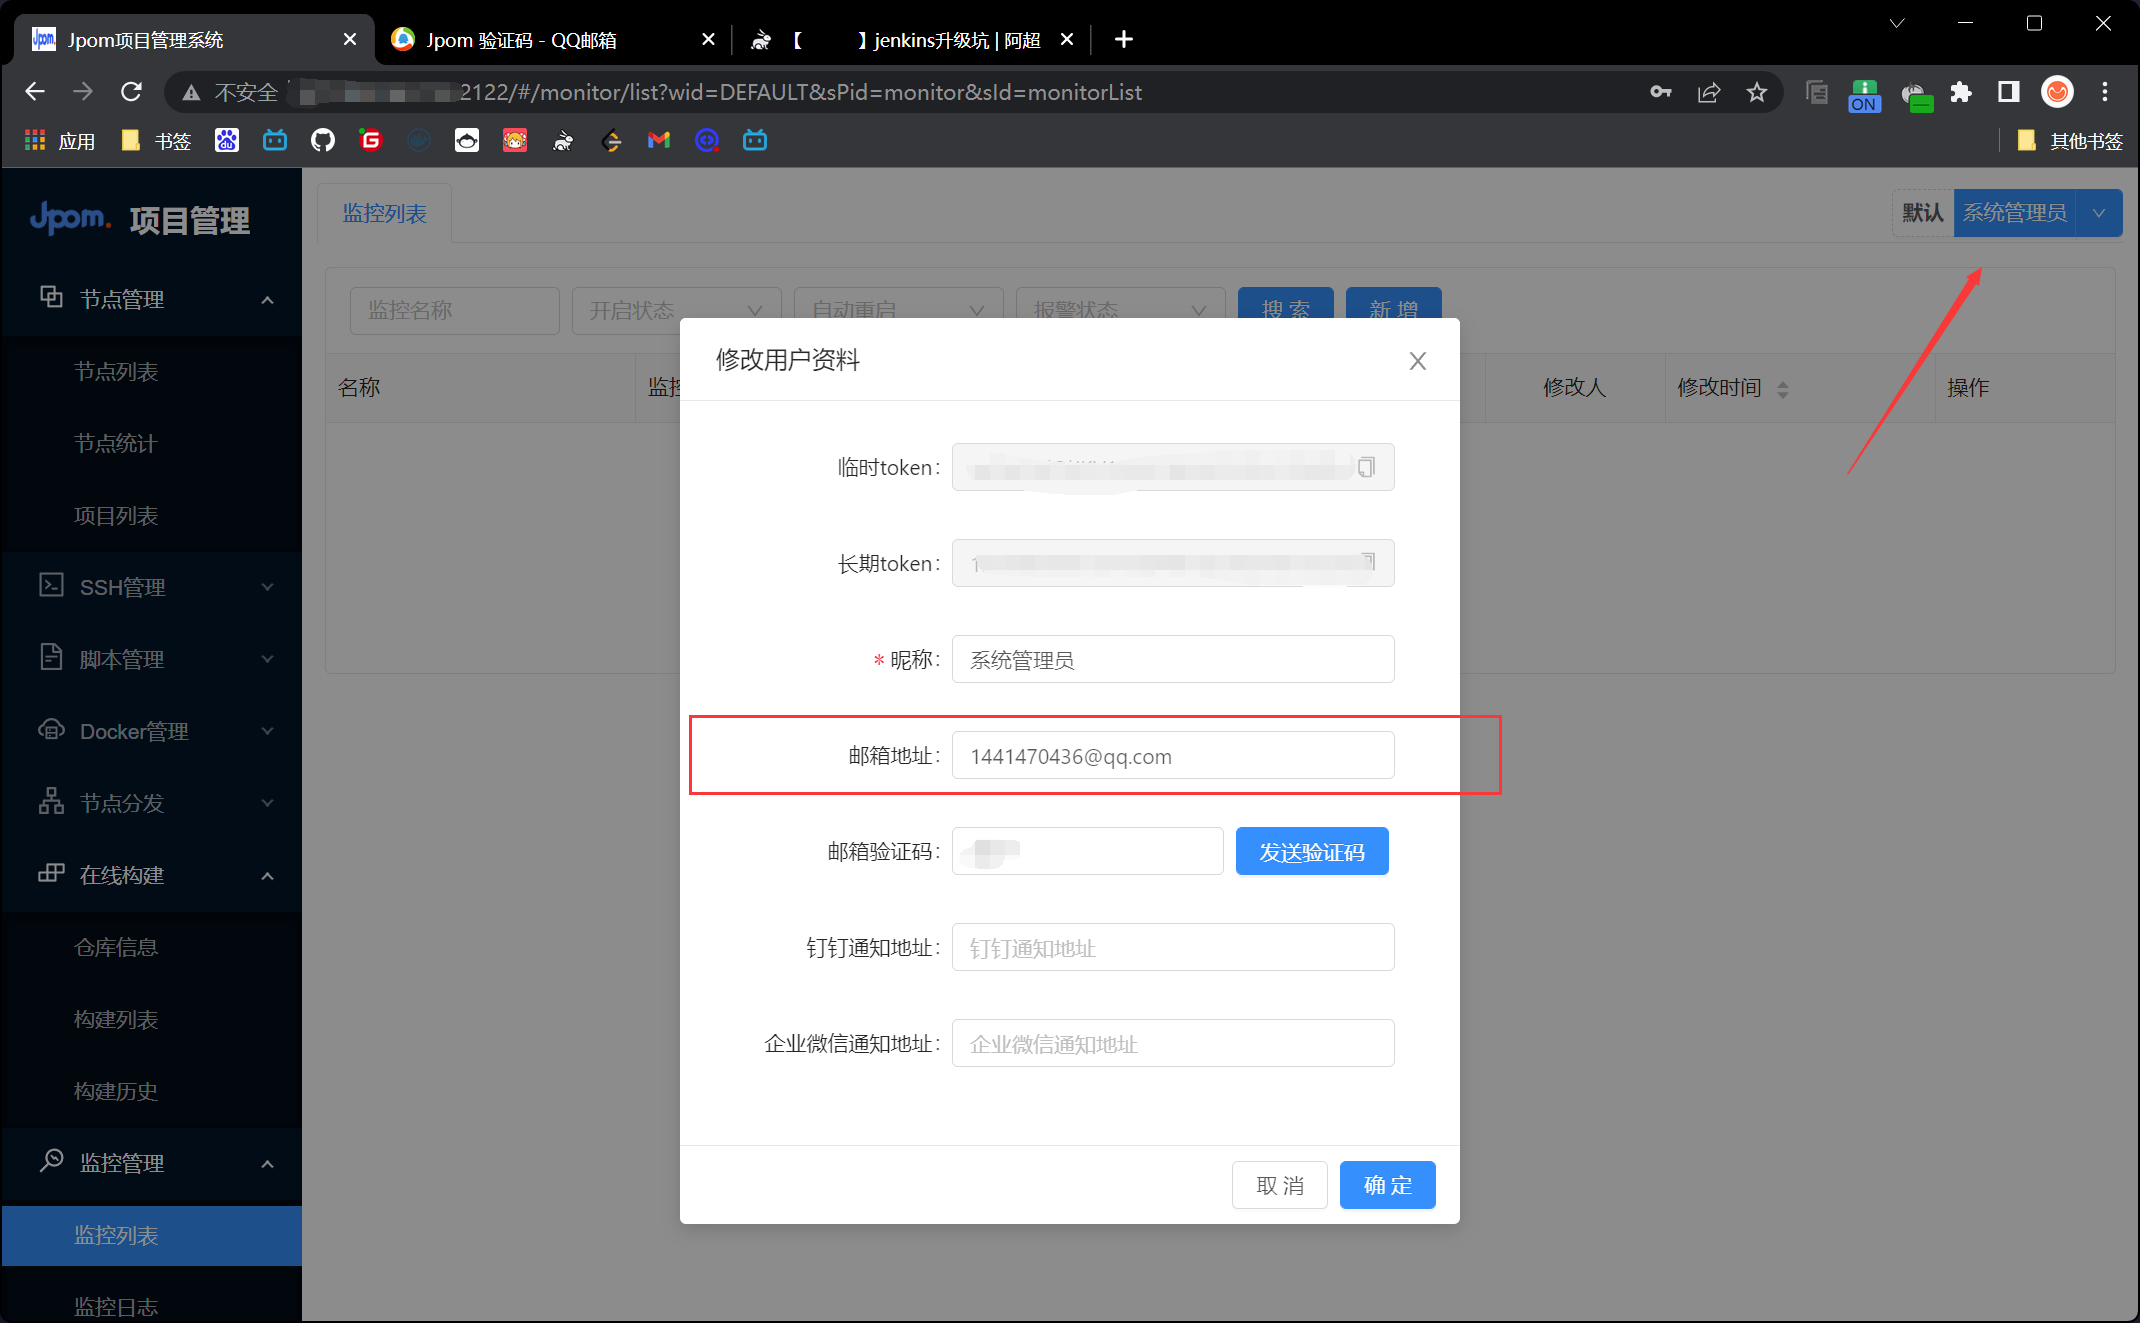 Jpom项目管理系统
Jpom 验证码 - QQ邮箱
【 】jenkins升级坑 | 阿超
不安全 2122/#/monitor/list?wid=DEFAULT&sPid=monitor&sId=monitorList
ON
应用
书签
其他书签
Jpom. 项目管理
节点管理
节点列表
节点统计
项目列表
SSH管理
脚本管理
Docker管理
节点分发
在线构建
仓库信息
构建列表
构建历史
监控管理
监控列表
监控日志
监控列表
默认 系统管理员
监控名称 开启状态 自动重启 报警状态 搜 索 新 增
名称 监控 修改人 修改时间 操作
修改用户资料
临时token:
长期token:
* 昵称: 系统管理员
邮箱地址: 1441470436@qq.com
邮箱验证码: 发送验证码
钉钉通知地址: 钉钉通知地址
企业微信通知地址: 企业微信通知地址
取 消 确 定